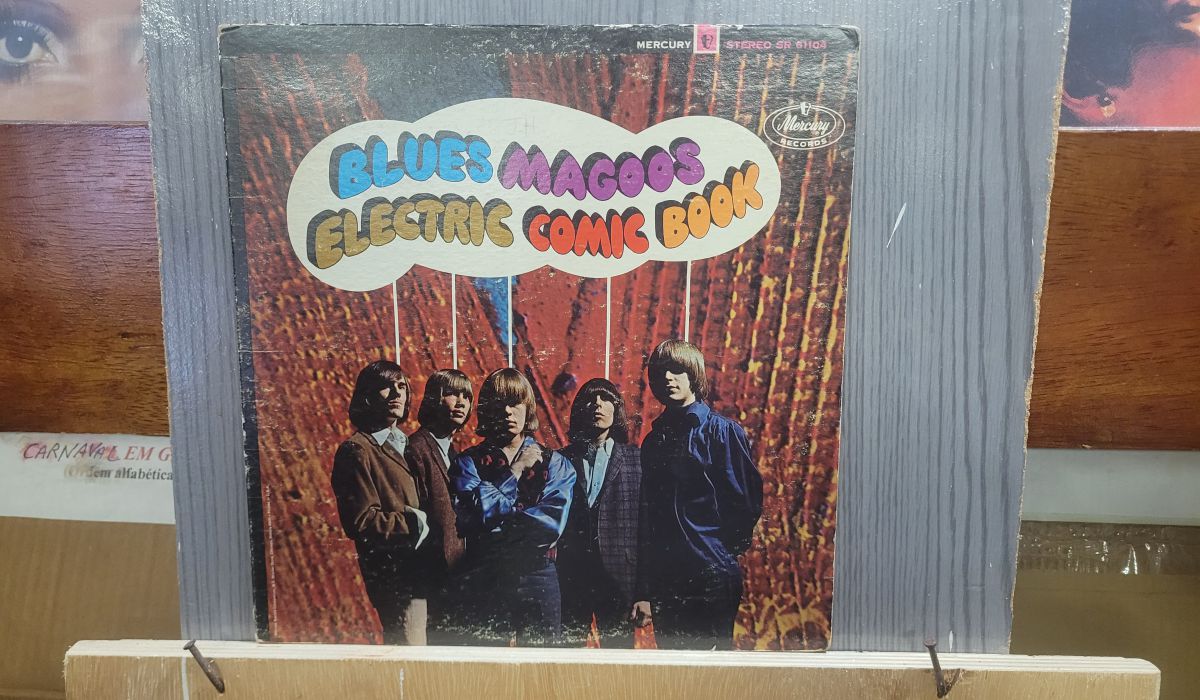 MERCURY STEREO SR 61104
Mercury
RECORDS
BLUES MAGOOS
ELECTRIC COMIC BOOK
CARNAVAL EM G
(Ordem alfabética